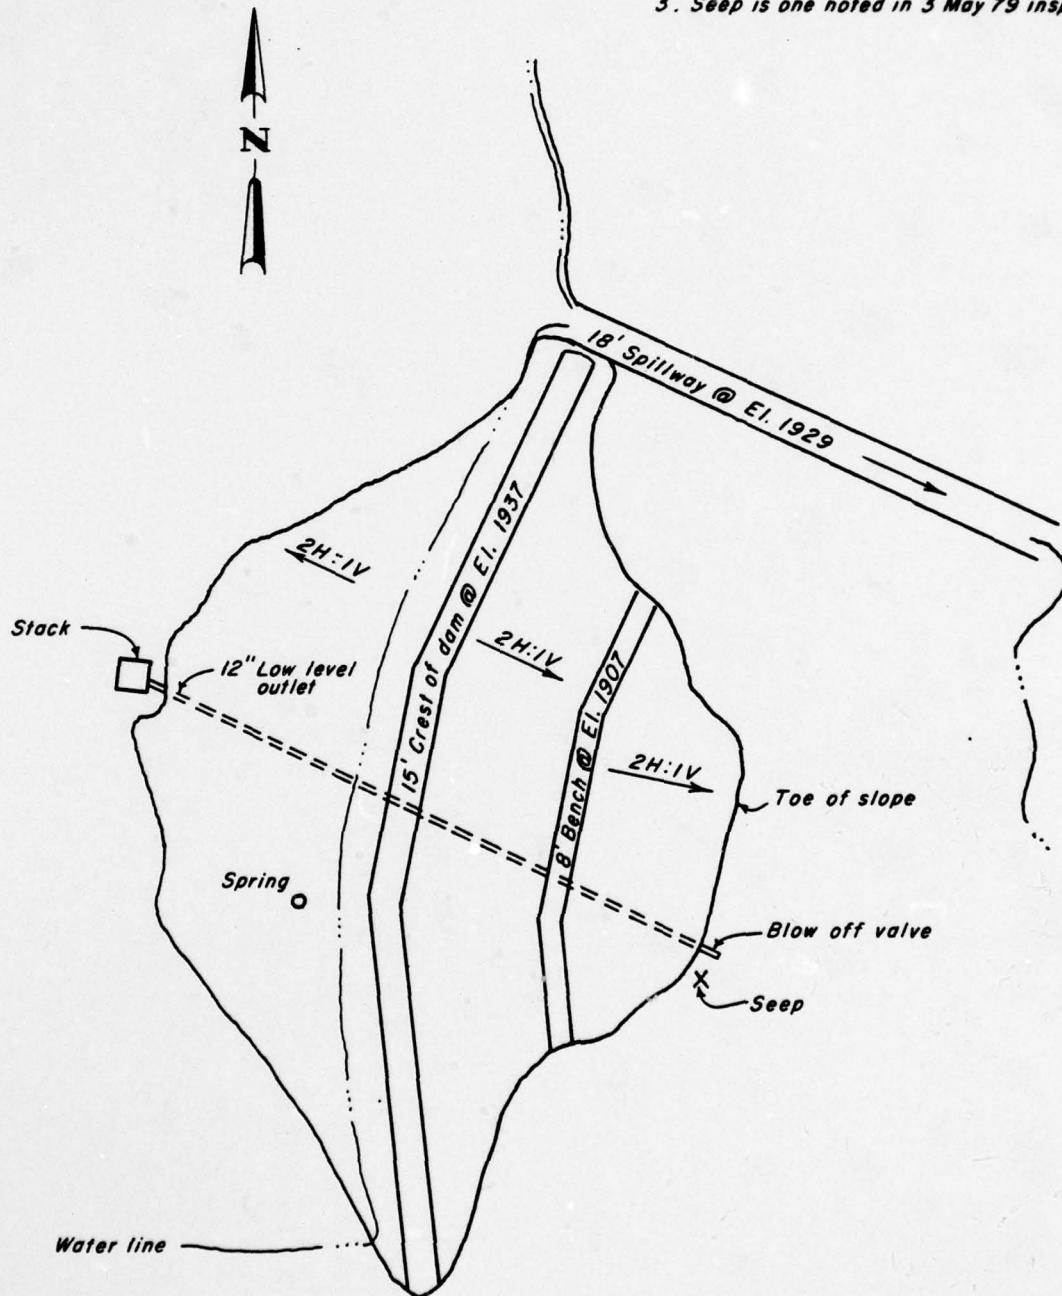 3. Seep is one noted in 3 May 79
N
18' Spillway @ El. 1929
15' Crest of dam @ El. 1937
2H:1V
Stack
12" Low level
outlet
2H:1V
8' Bench @ El. 1907
2H:1V
Toe of slope
Spring
Blow off valve
Seep
Water line